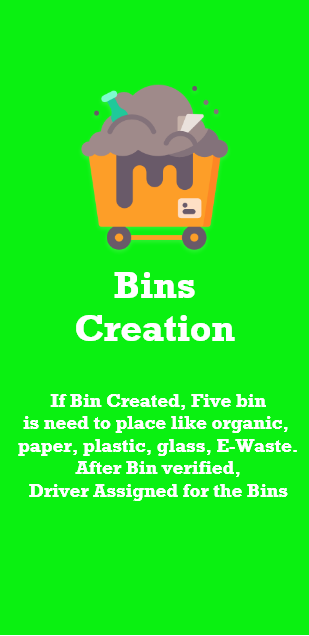 Bins
Creation
If Bin Created, Five bin
is need to place like organic,
paper, plastic, glass, E-Waste.
After Bin verified,
Driver Assigned for the Bins